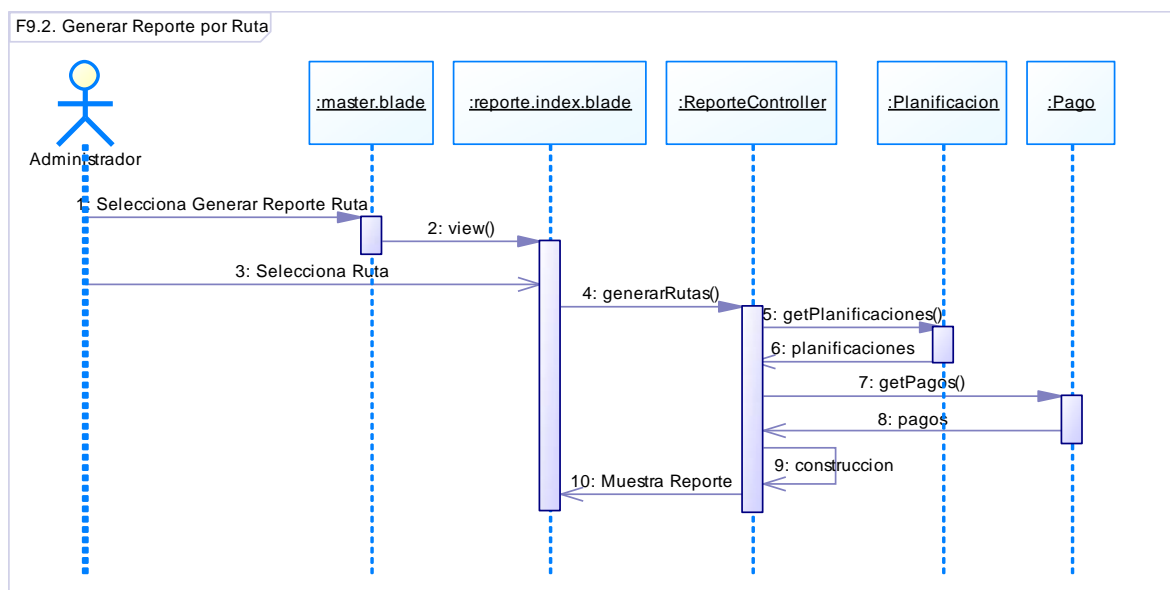 F9.2. Generar Reporte por Ruta
:master.blade
:reporte.index.blade
:ReporteController
:Planificacion
:Pago
Administrador
1: Selecciona Generar Reporte Ruta
2: view()
3: Selecciona Ruta
4: generarRutas()
5: getPlanificaciones()
6: planificaciones
7: getPagos()
8: pagos
9: construccion
10: Muestra Reporte